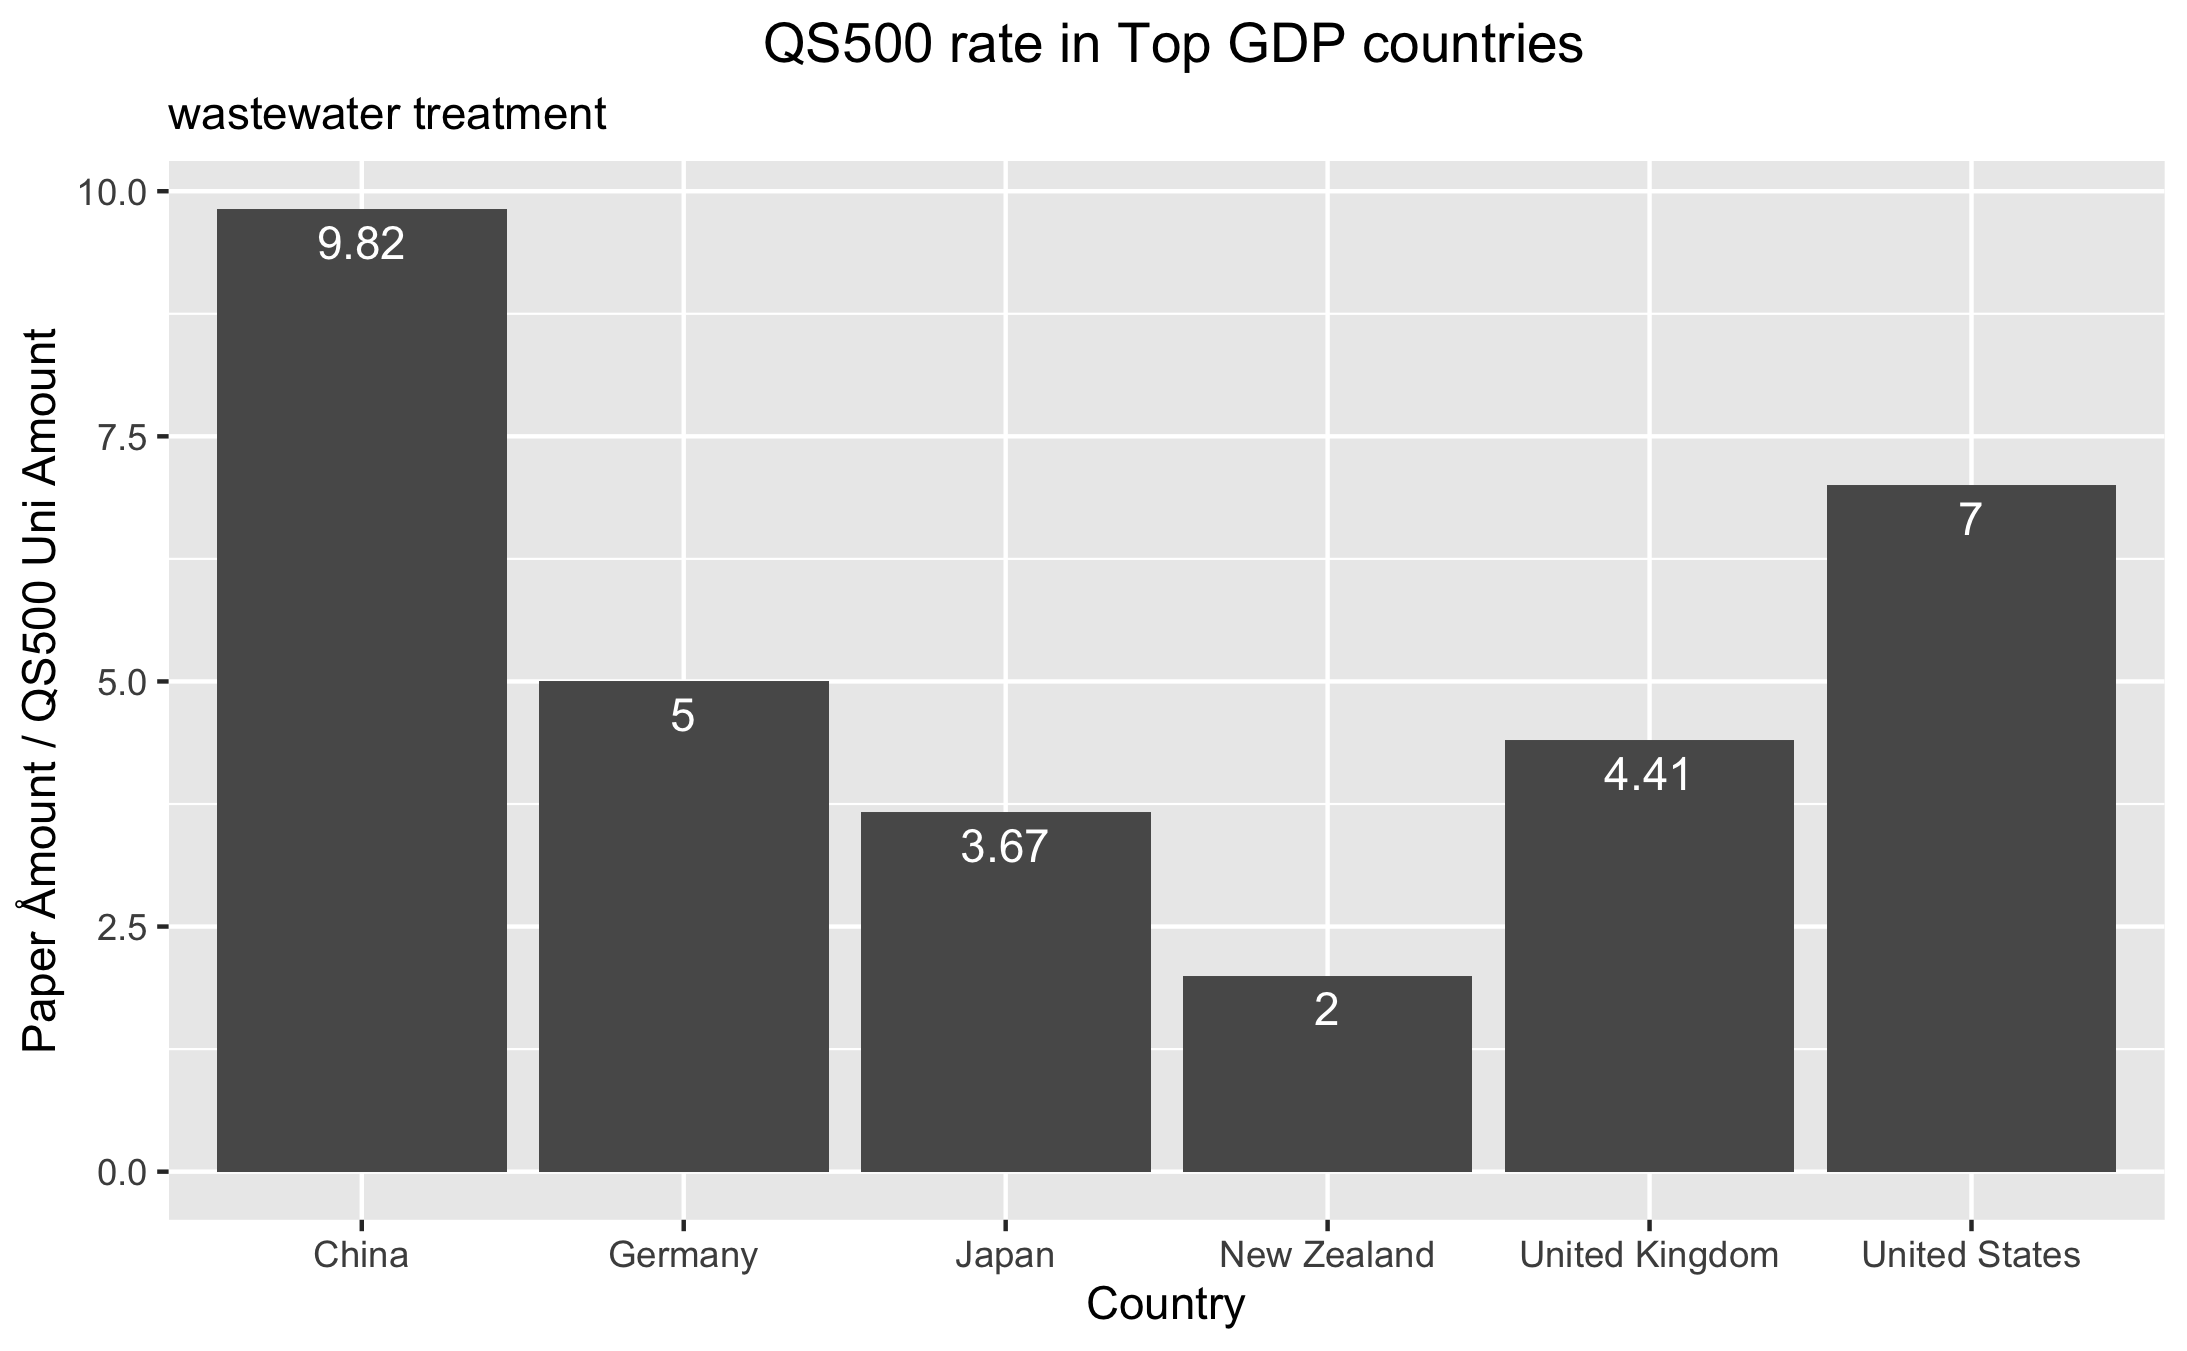 QS500 rate in Top GDP countries
wastewater treatment
Paper Åmount / QS500 Uni Amount
10.0
7.5
5.0
2.5
0.0
9.82
5
3.67
2
4.41
7
China
Germany
Japan
New Zealand
United Kingdom
United States
Country